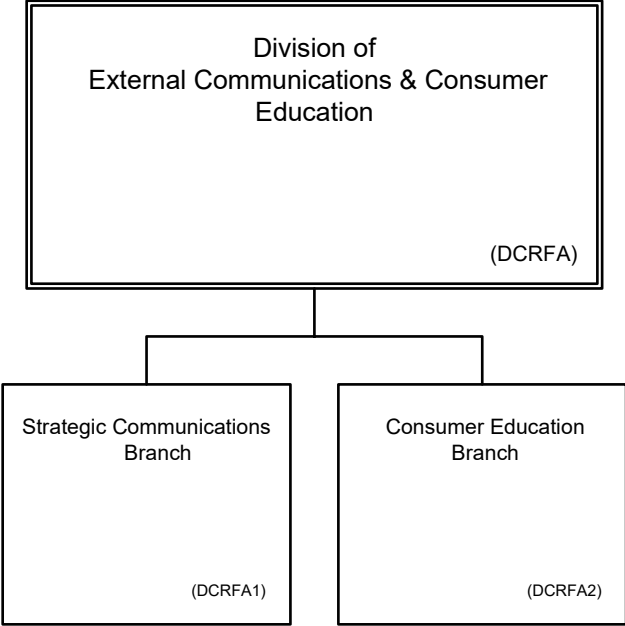 Division of
External Communications & Consumer
Education
(DCRFA)
Strategic Communications
Branch
(DCRFA1)
Consumer Education
Branch
(DCRFA2)